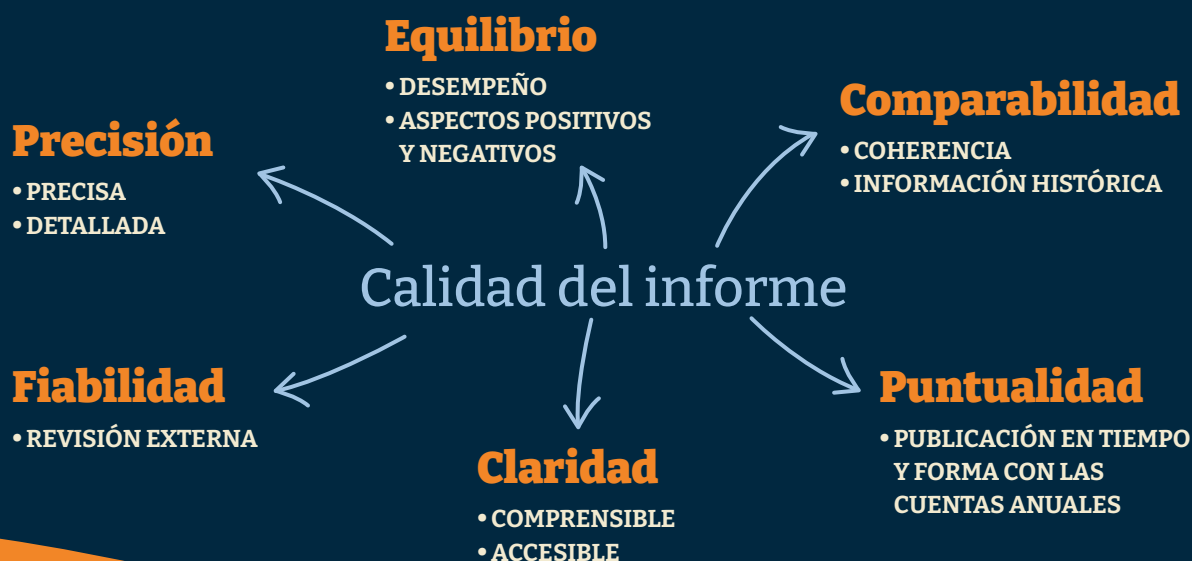 Equilibrio
• DESEMPEÑO
• ASPECTOS POSITIVOS
Y NEGATIVOS
Comparabilidad
• COHERENCIA
• INFORMACIÓN HISTÓRICA
Precisión
• PRECISA
• DETALLADA
Calidad del informe
Fiabilidad
• REVISIÓN EXTERNA
Claridad
• COMPRENSIBLE
• ACCESIBLE
Puntualidad
• PUBLICACIÓN EN TIEMPO
Y FORMA CON LAS
CUENTAS ANUALES